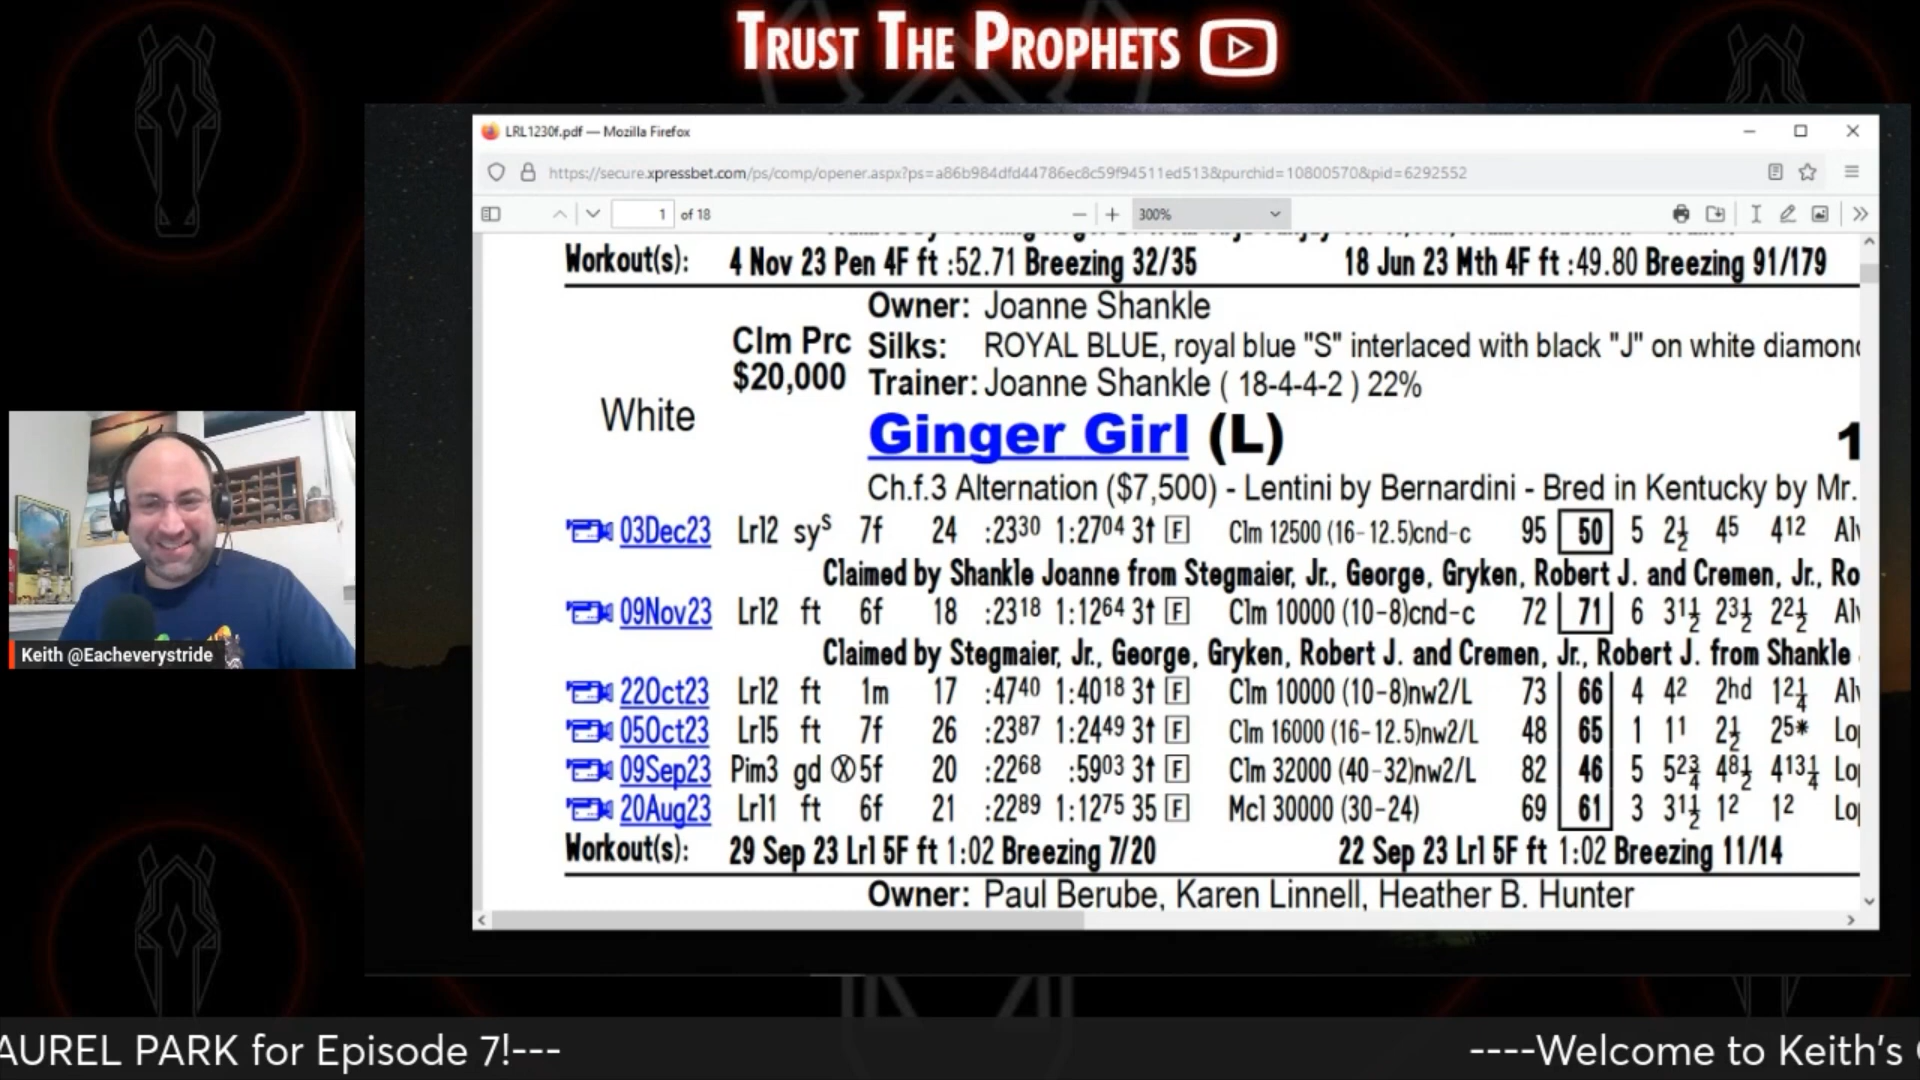 TRUST THE PROPHETS
LRL1230f.pdf — Mozilla Firefox
https://secure.xpressbet.com/ps/comp/opener.aspx?ps=a86b984dfd44786ec8c59f94511ed513&purchid=10800570&pid=6292552
1 of 18
300%
Workout(s): 4 Nov 23 Pen 4F ft :52.71 Breezing 32/35 18 Jun 23 Mth 4F ft :49.80 Breezing 91/179
Owner: Joanne Shankle
Clm Prc
$20,000
Silks: ROYAL BLUE, royal blue "S" interlaced with black "J" on white diamon
Trainer: Joanne Shankle ( 18-4-4-2 ) 22%
White
Ginger Girl (L) 1
Ch.f.3 Alternation ($7,500) - Lentini by Bernardini - Bred in Kentucky by Mr.
03Dec23 Lrl2 syˢ 7f 24 :23³⁰ 1:27⁰⁴ 3↑ F Clm 12500 (16-12.5)cnd-c 95 50 5 2½ 4⁵ 4¹² Al
Claimed by Shankle Joanne from Stegmaier, Jr., George, Gryken, Robert J. and Cremen, Jr., Ro
09Nov23 Lrl2 ft 6f 18 :23¹⁸ 1:12⁶⁴ 3↑ F Clm 10000 (10-8)cnd-c 72 71 6 3¹½ 2³½ 2²½ Al
Claimed by Stegmaier, Jr., George, Gryken, Robert J. and Cremen, Jr., Robert J. from Shankle
22Oct23 Lrl2 ft 1m 17 :47⁴⁰ 1:40¹⁸ 3↑ F Clm 10000 (10-8)nw2/L 73 66 4 4² 2hd 1²¼ Al
05Oct23 Lrl5 ft 7f 26 :23⁸⁷ 1:24⁴⁹ 3↑ F Clm 16000 (16-12.5)nw2/L 48 65 1 1¹ 2½ 2⁵* Lo
09Sep23 Pim3 gd Ⓧ5f 20 :22⁶⁸ :59⁰³ 3↑ F Clm 32000 (40-32)nw2/L 82 46 5 5²¾ 4⁸½ 4¹³¼ Lo
20Aug23 Lrl1 ft 6f 21 :22⁸⁹ 1:12⁷⁵ 35 F Mcl 30000 (30-24) 69 61 3 3¹½ 1² 1² Lo
Workout(s): 29 Sep 23 Lrl 5F ft 1:02 Breezing 7/20 22 Sep 23 Lrl 5F ft 1:02 Breezing 11/14
Owner: Paul Berube, Karen Linnell, Heather B. Hunter
Keith @Eacheverystride
AUREL PARK for Episode 7!--- ----Welcome to Keith's